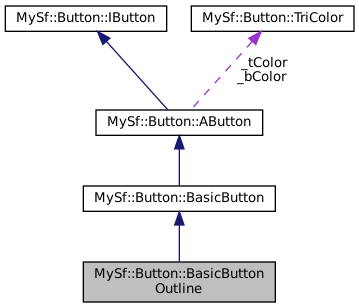 MySf::Button::IButton
MySf::Button::TriColor
_tColor
_bColor
MySf::Button::AButton
MySf::Button::BasicButton
MySf::Button::BasicButton
Outline